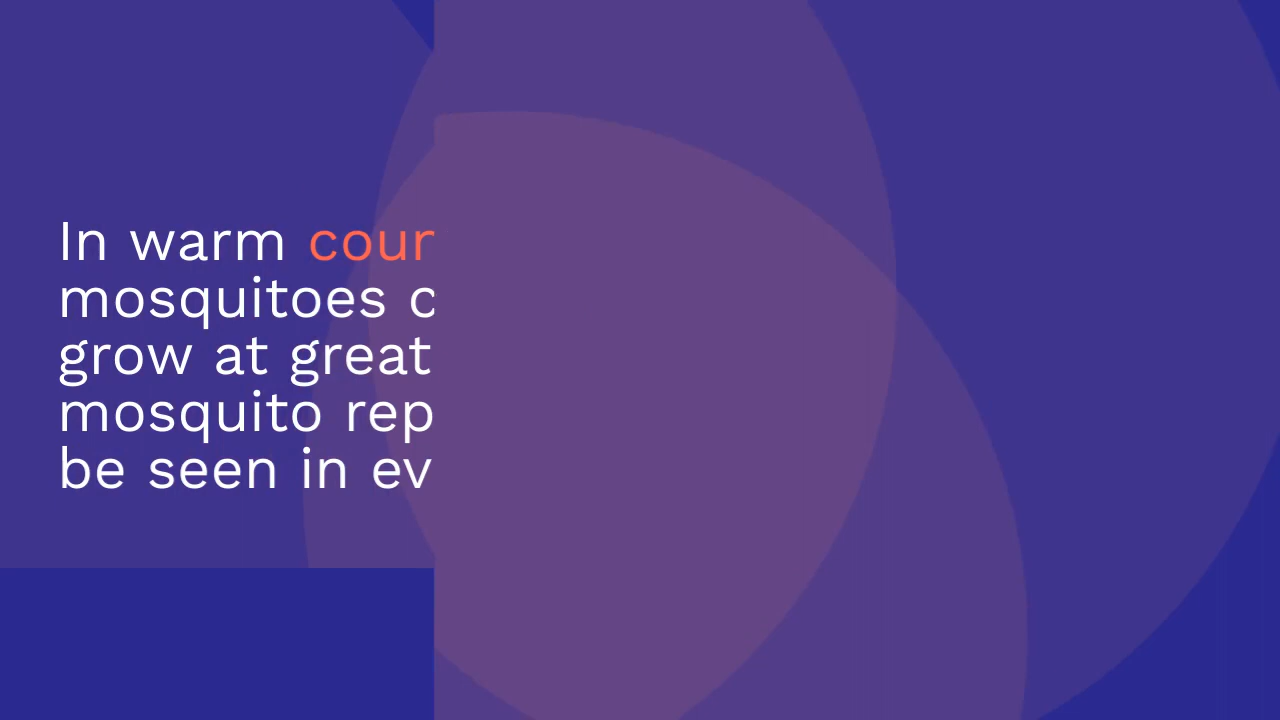 In warm cour
mosquitoes c
grow at great
mosquito rep
be seen in ev